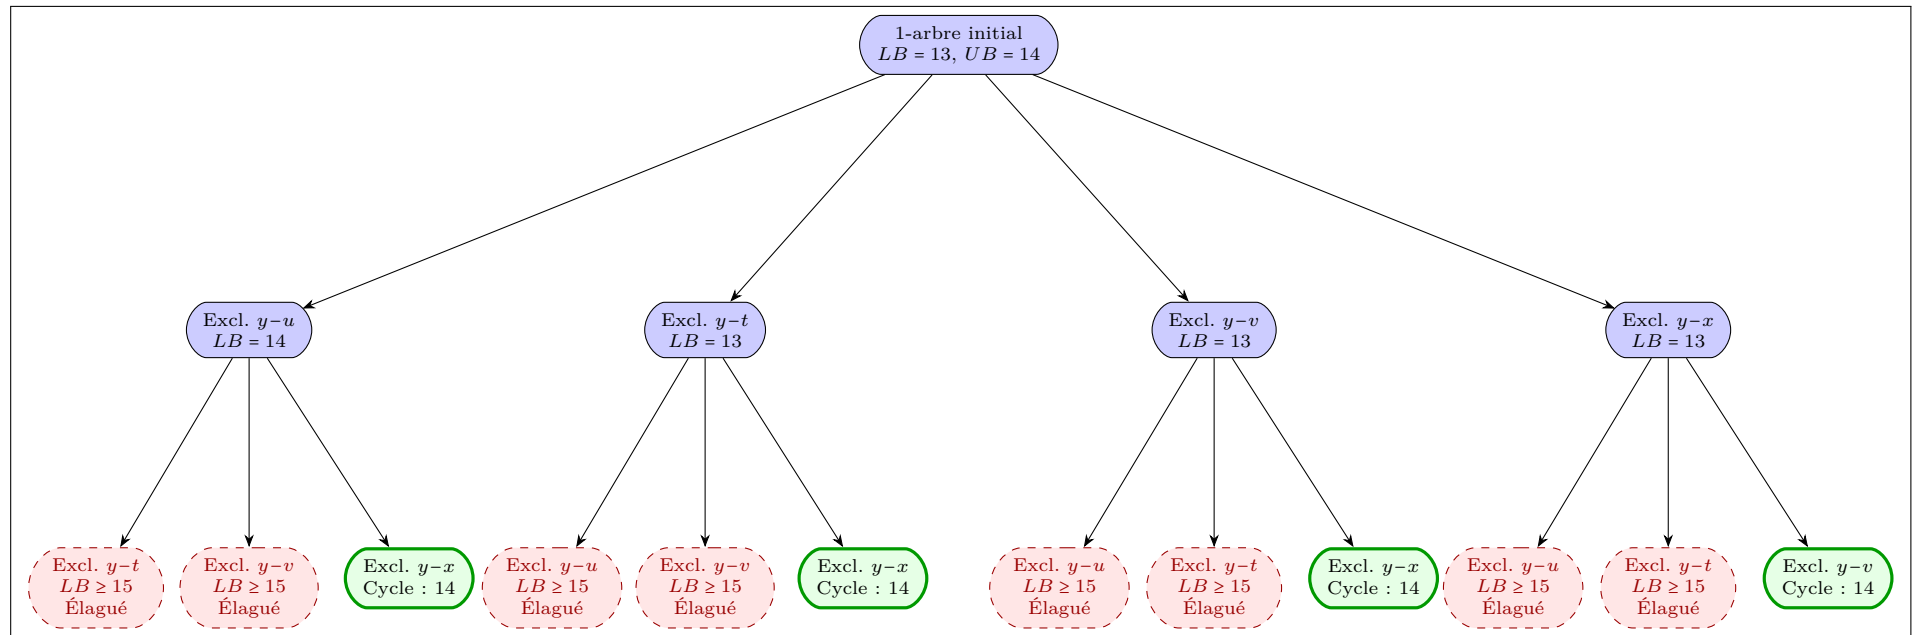 1-arbre initial
LB = 13, UB = 14
Excl. y–u
LB = 14
Excl. y–t
LB = 13
Excl. y–v
LB = 13
Excl. y–x
LB = 13
Excl. y–t
LB ≥ 15
Élagué
Excl. y–v
LB ≥ 15
Élagué
Excl. y–x
Cycle : 14
Excl. y–u
LB ≥ 15
Élagué
Excl. y–v
LB ≥ 15
Élagué
Excl. y–x
Cycle : 14
Excl. y–u
LB ≥ 15
Élagué
Excl. y–t
LB ≥ 15
Élagué
Excl. y–x
Cycle : 14
Excl. y–u
LB ≥ 15
Élagué
Excl. y–t
LB ≥ 15
Élagué
Excl. y–v
Cycle : 14